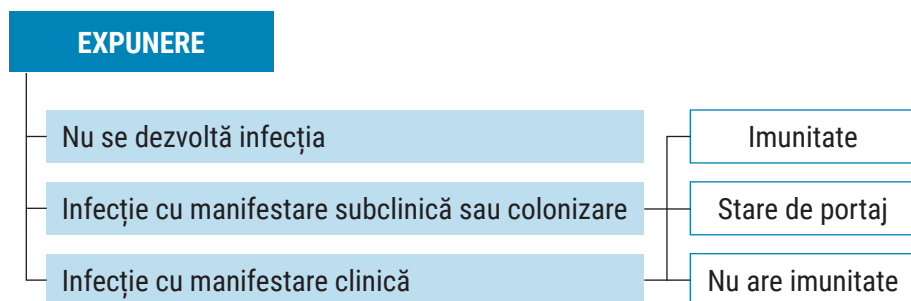 EXPUNERE
Nu se dezvoltă infecția
Imunitate
Infecție cu manifestare subclinică sau colonizare
Stare de portaj
Infecție cu manifestare clinică
Nu are imunitate